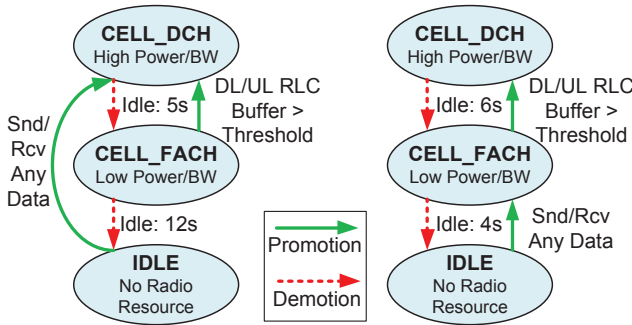 CELL_DCH
High Power/BW
Idle: 5s
DL/UL RLC
Buffer >
Threshold
Snd/
Rcv
Any
Data
CELL_FACH
Low Power/BW
Idle: 12s
IDLE
No Radio
Resource
Promotion
Demotion
CELL_DCH
High Power/BW
Idle: 6s
DL/UL RLC
Buffer >
Threshold
CELL_FACH
Low Power/BW
Idle: 4s
Snd/Rcv
Any Data
IDLE
No Radio
Resource